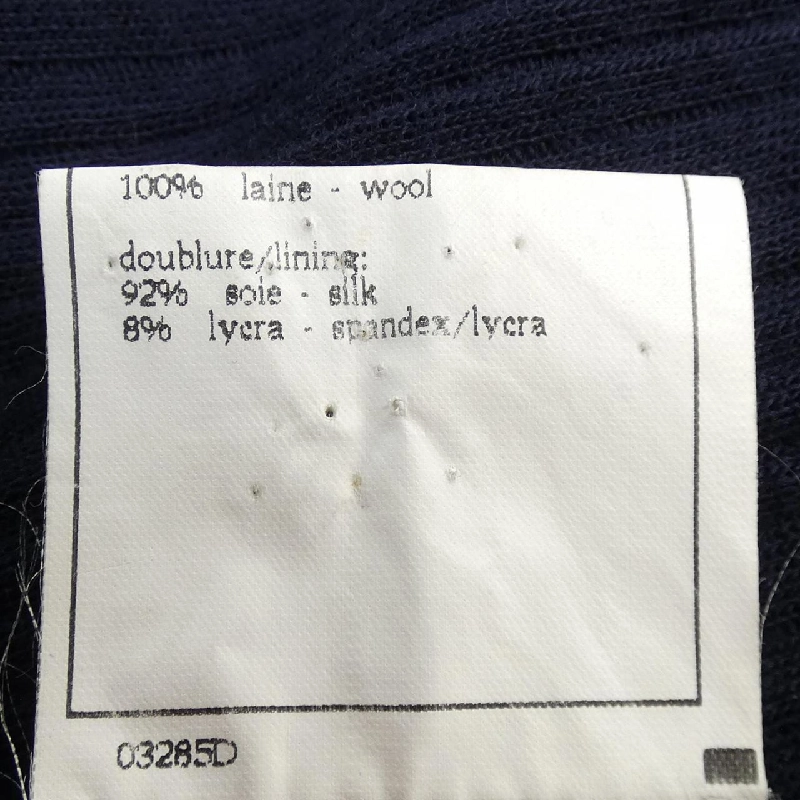 100% laine - wool
doublure/lining:
92% soie - silk
8% lycra - spandex/lycra
03285D